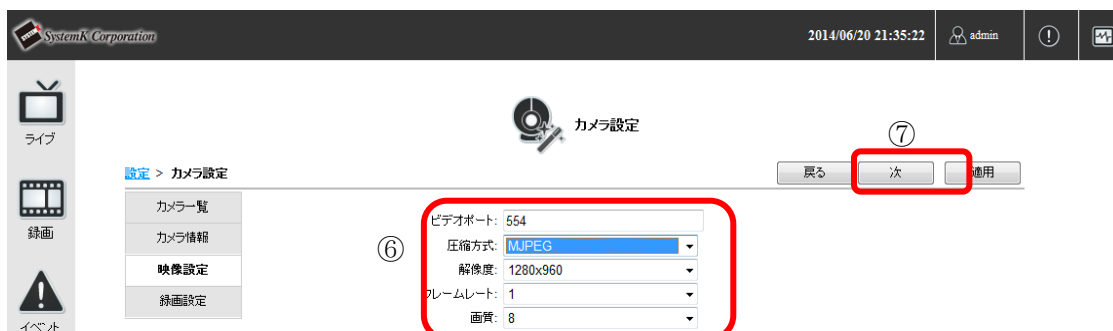 SystemK Corporation
2014/06/20 21:35:22
admin
ライブ
カメラ設定
⑦
設定 > カメラ設定
戻る
次
適用
録画
カメラ一覧
カメラ情報
映像設定
録画設定
⑥
ビデオポート: 554
圧縮方式: MJPEG
解像度: 1280x960
フレームレート: 1
画質: 8
イベント